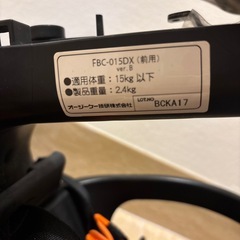 FBC-015DX（前用）
ver. B
●適用体重：15kg 以下
●製品重量：2.4kg
オージーケー技研株式会社
LOT.NO.
BCKA17